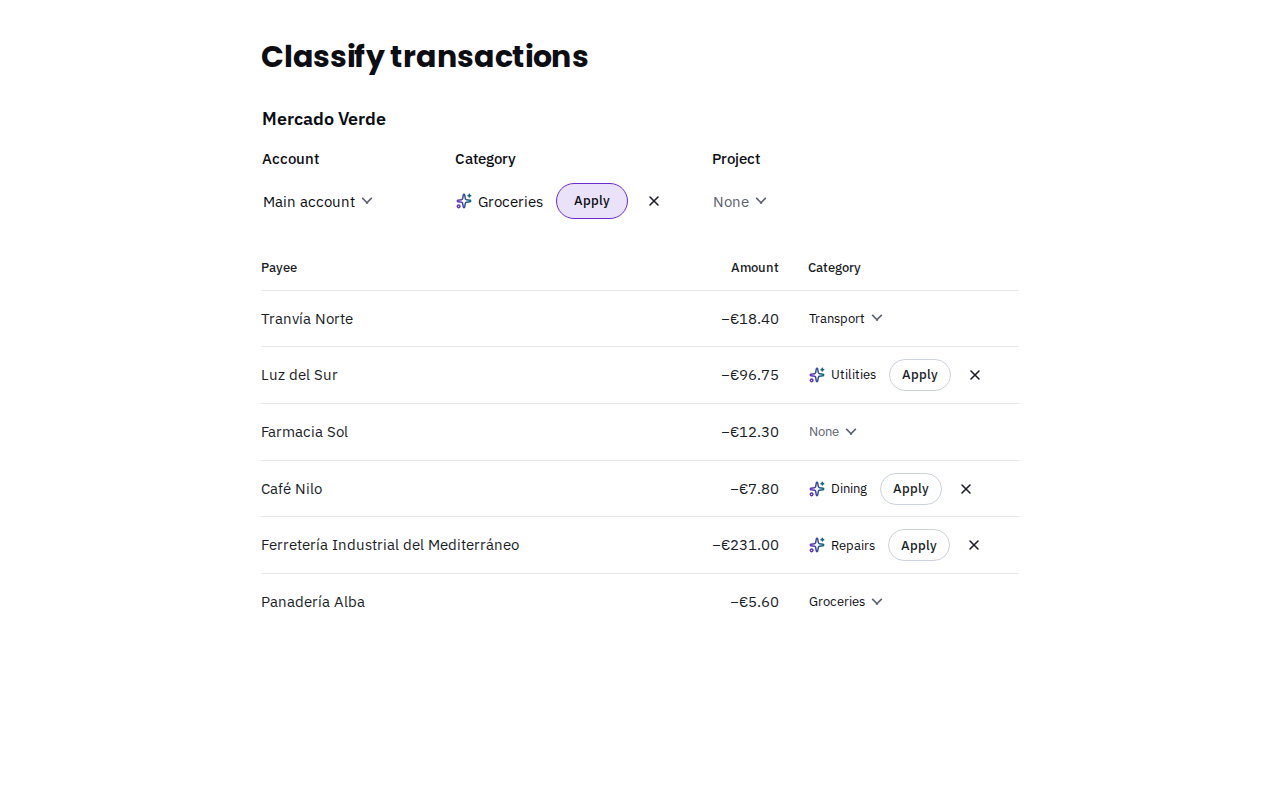 Classify transactions
Mercado Verde
Account Category Project
Main account Groceries Apply None
Payee Amount Category
Tranvía Norte −€18.40 Transport
Luz del Sur −€96.75 Utilities Apply
Farmacia Sol −€12.30 None
Café Nilo −€7.80 Dining Apply
Ferretería Industrial del Mediterráneo −€231.00 Repairs Apply
Panadería Alba −€5.60 Groceries